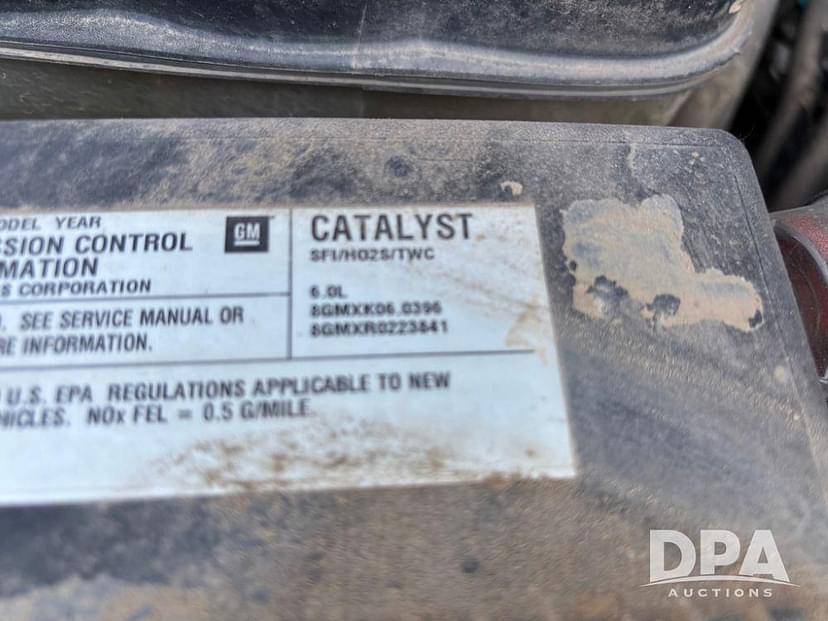 MODEL YEAR
SSION CONTROL
MATION
S CORPORATION
GM
CATALYST
SFI/HO2S/TWC
6.0L
8GMXK06.0396
8GMXR0223841
. SEE SERVICE MANUAL OR
RE INFORMATION.
U.S. EPA REGULATIONS APPLICABLE TO NEW
HICLES. NOx FEL = 0.5 G/MILE.
DPA
AUCTIONS